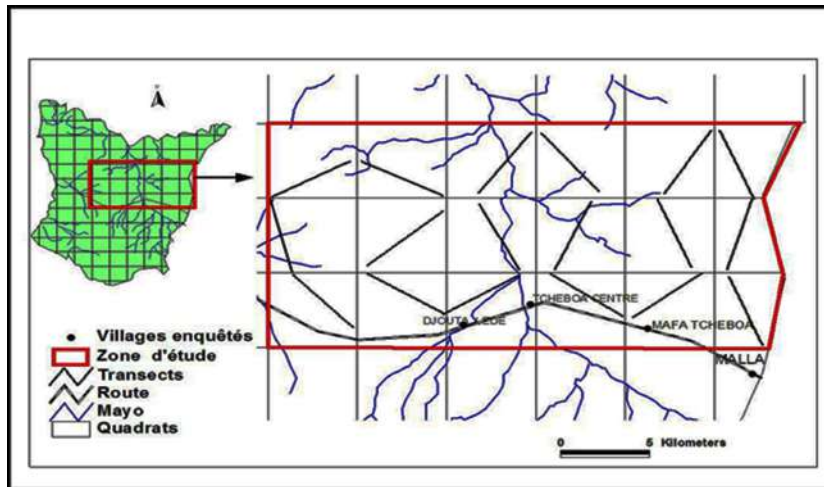 A
DJOUTA LEDE
TCHEBOA CENTRE
MAFA TCHEBOA
MALLA
Villages enquêtés
Zone d'étude
Transects
Route
Mayo
Quadrats
0 5 Kilometers